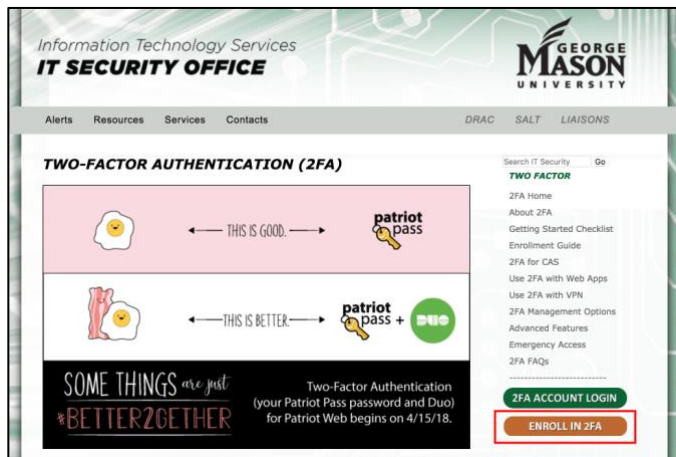 Information Technology Services
IT SECURITY OFFICE
GEORGE
MASON
UNIVERSITY
Alerts Resources Services Contacts DRAC SALT LIAISONS
TWO-FACTOR AUTHENTICATION (2FA)
THIS IS GOOD.
patriot
pass
THIS IS BETTER.
patriot
pass + DUO
SOME THINGS are just
#BETTER2GETHER
Two-Factor Authentication
(your Patriot Pass password and Duo)
for Patriot Web begins on 4/15/18.
Search IT Security Go
TWO FACTOR
2FA Home
About 2FA
Getting Started Checklist
Enrollment Guide
2FA for CAS
Use 2FA with Web Apps
Use 2FA with VPN
2FA Management Options
Advanced Features
Emergency Access
2FA FAQs
--------------------------
2FA ACCOUNT LOGIN
ENROLL IN 2FA